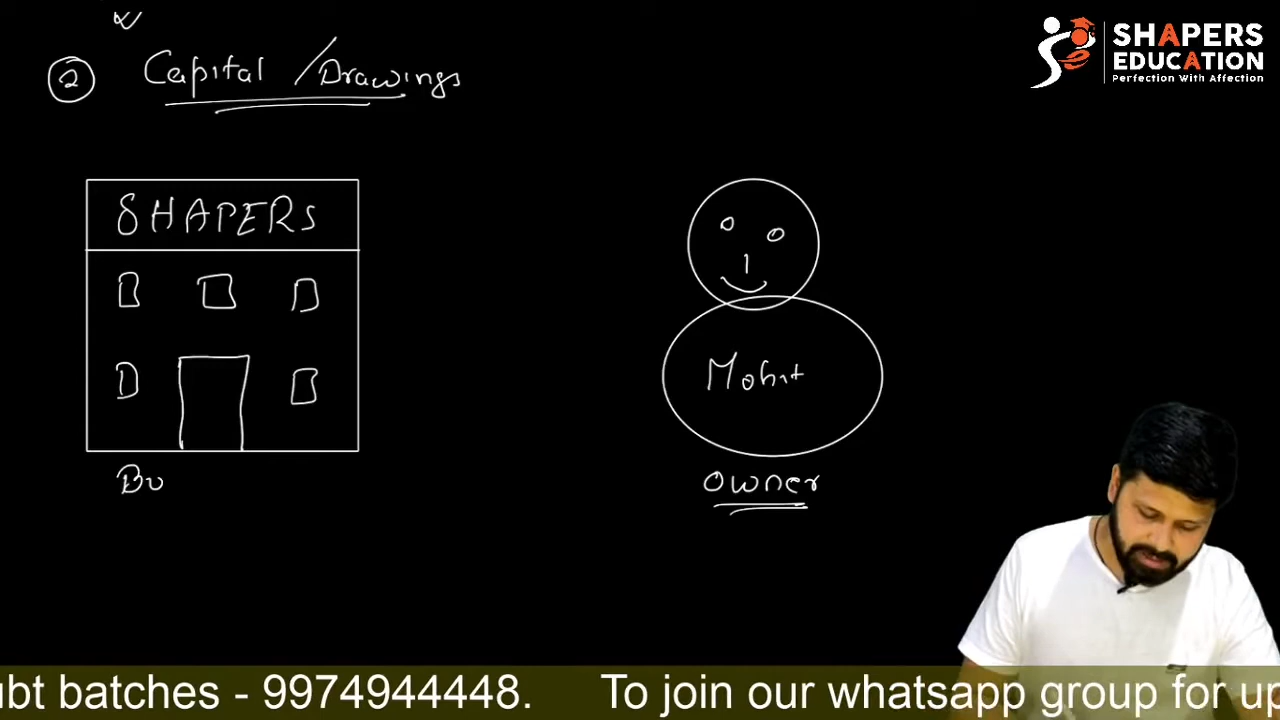 2 Capital / Drawings
SHAPERS
EDUCATION
Perfection With Affection
SHAPERS
Mohit
Bu
Owner
ubt batches - 9974944448. To join our whatsapp group for up